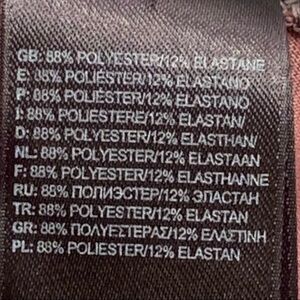 GB: 88% POLYESTER/12% ELASTANE
E: 88% POLIÉSTER/12% ELASTANO
P: 88% POLIÉSTER/12% ELASTANO
I: 88% POLIESTERE/12% ELASTAN/
D: 88% POLYESTER/12% ELASTHAN/
NL: 88% POLYESTER/12% ELASTAAN
F: 88% POLYESTER/12% ELASTHANNE
RU: 88% ПОЛИЭСТЕР/12% ЭЛАСТАН
TR: 88% POLYESTER/12% ELASTAN/
GR: 88% ΠΟΛΥΕΣΤΕΡΑΣ/12% ΕΛΑΣΤΙΝΗ
PL: 88% POLIESTER/12% ELASTAN/